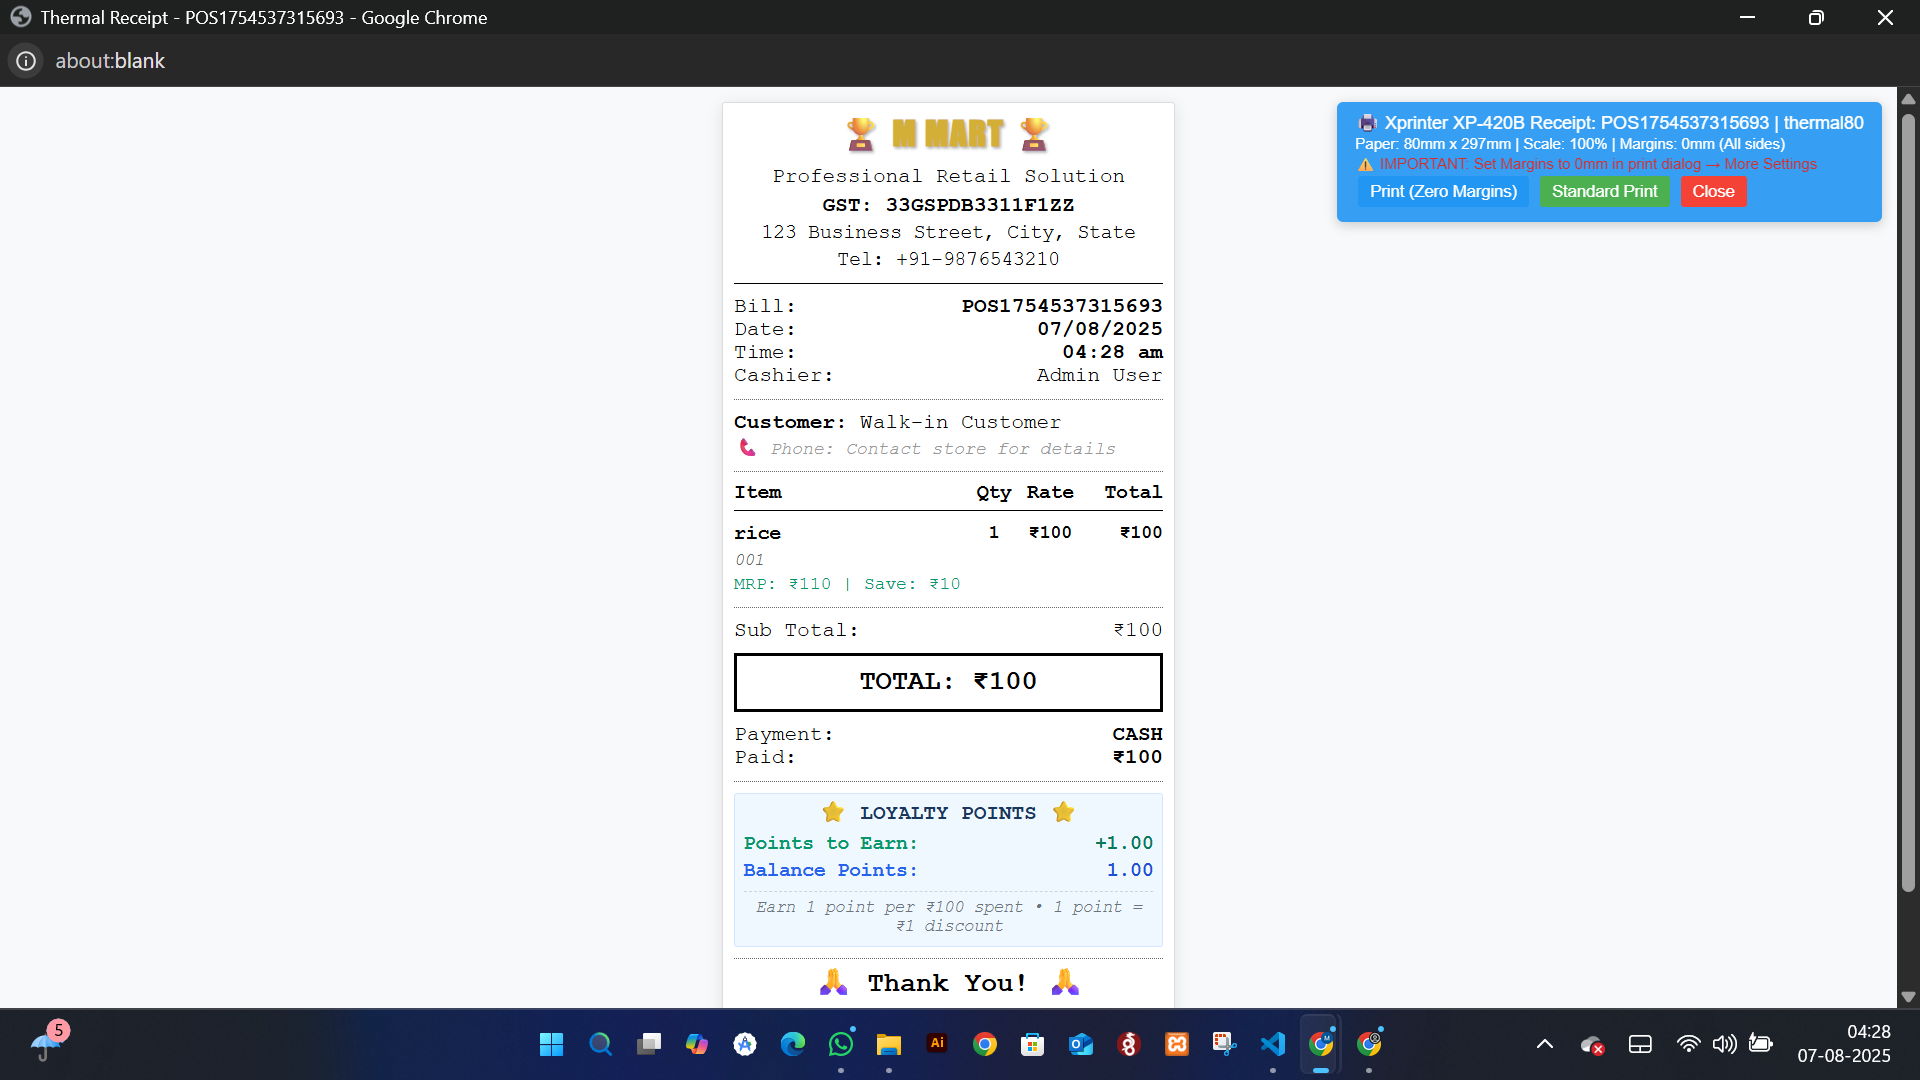 Thermal Receipt - POS1754537315693 - Google Chrome
about:blank
🏆 M MART 🏆
Professional Retail Solution
GST: 33GSPDB3311F1ZZ
123 Business Street, City, State
Tel: +91-9876543210
Bill: POS1754537315693
Date: 07/08/2025
Time: 04:28 am
Cashier: Admin User
Customer: Walk-in Customer
📞 Phone: Contact store for details
Item Qty Rate Total
rice 1 ₹100 ₹100
001
MRP: ₹110 | Save: ₹10
Sub Total: ₹100
TOTAL: ₹100
Payment: CASH
Paid: ₹100
⭐ LOYALTY POINTS ⭐
Points to Earn: +1.00
Balance Points: 1.00
Earn 1 point per ₹100 spent • 1 point =
₹1 discount
🙏 Thank You! 🙏
🖨️ Xprinter XP-420B Receipt: POS1754537315693 | thermal80
Paper: 80mm x 297mm | Scale: 100% | Margins: 0mm (All sides)
⚠️ IMPORTANT: Set Margins to 0mm in print dialog → More Settings
Print (Zero Margins) Standard Print Close
5
Ai
04:28
07-08-2025